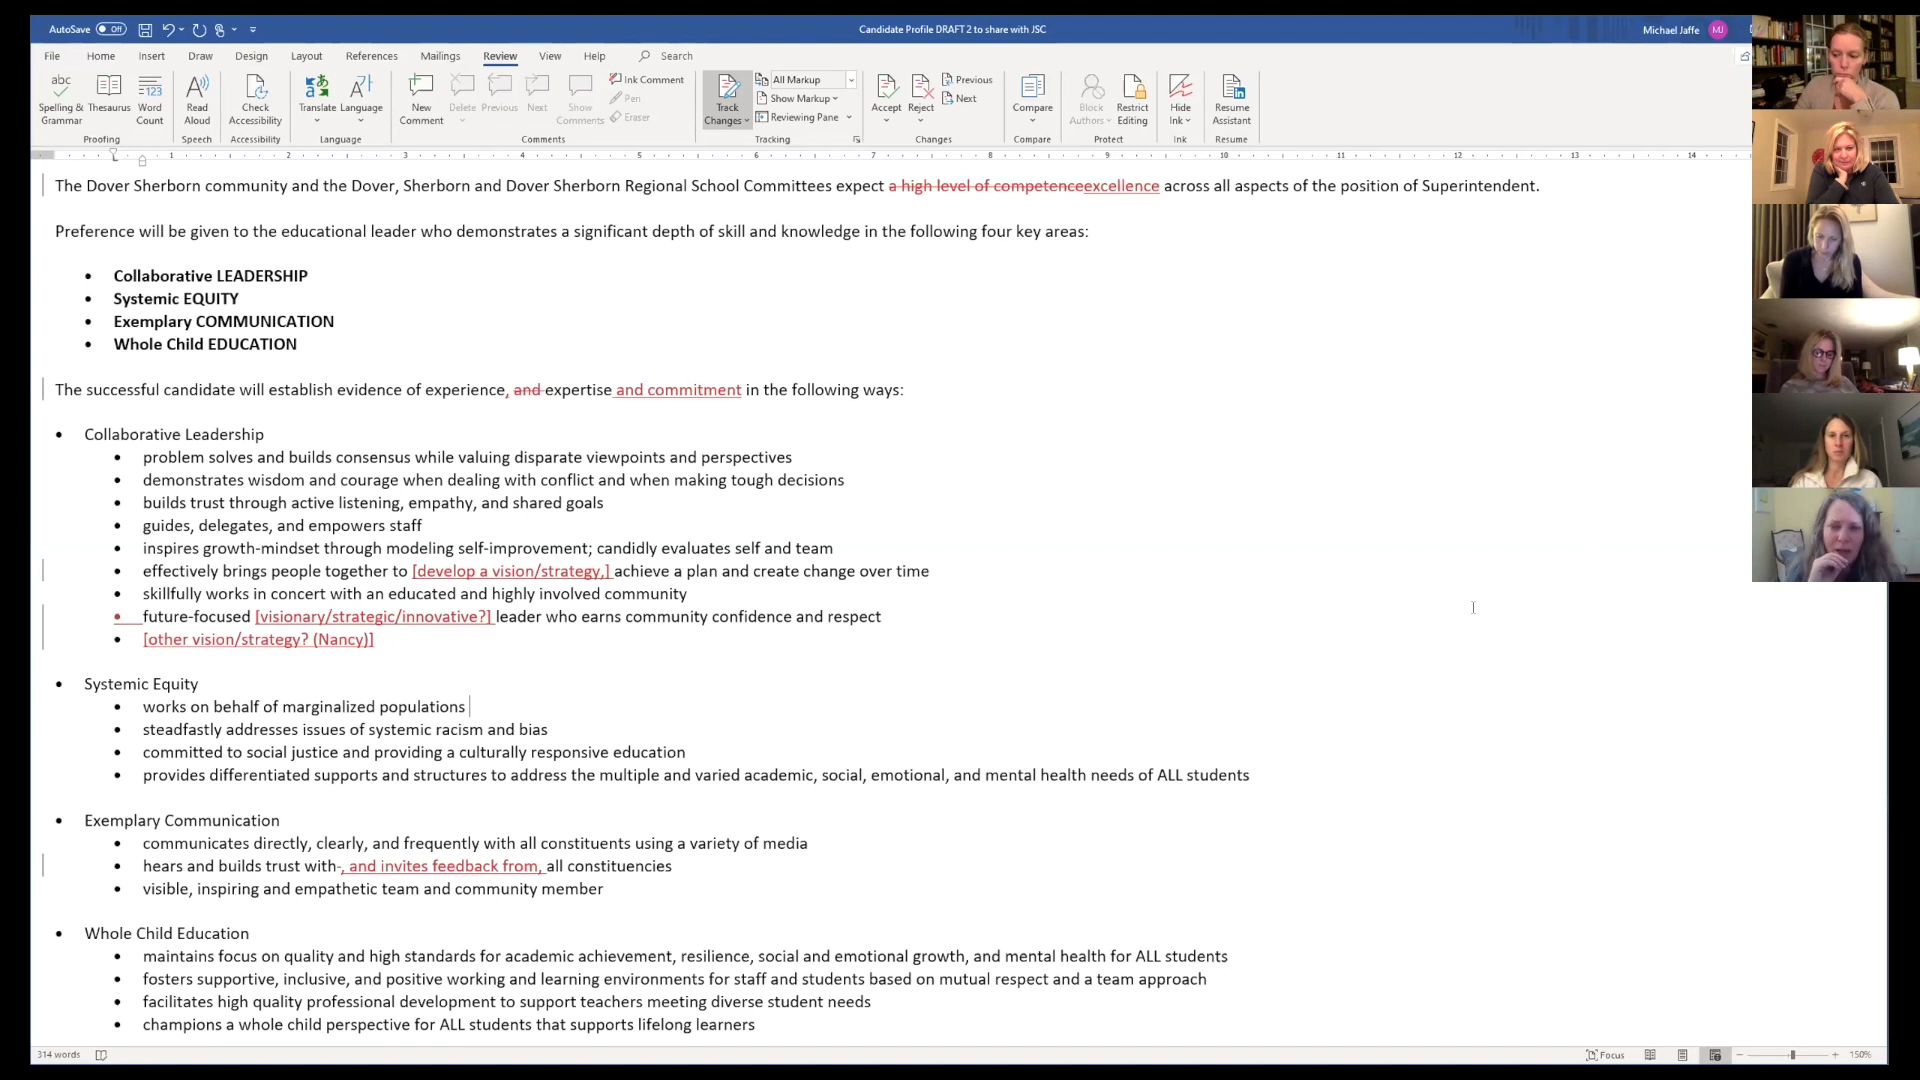 AutoSave Off
Candidate Profile DRAFT 2 to share with JSC
Michael Jaffe MJ
File Home Insert Draw Design Layout References Mailings Review View Help Search
abc
Spelling & Grammar
Thesaurus
123
Word Count
Read Aloud
Check Accessibility
Translate
Language
New Comment
Delete
Previous
Next
Show Comments
Ink Comment
Pen
Eraser
Track Changes
All Markup
Show Markup
Reviewing Pane
Accept
Reject
Previous
Next
Compare
Block Authors
Restrict Editing
Hide Ink
Resume Assistant
Proofing Speech Accessibility Language Comments Tracking Changes Compare Protect Ink Resume
1 2 3 4 5 6 7 8 9 10 11 12 13 14
The Dover Sherborn community and the Dover, Sherborn and Dover Sherborn Regional School Committees expect a high level of competenceexcellence across all aspects of the position of Superintendent.
Preference will be given to the educational leader who demonstrates a significant depth of skill and knowledge in the following four key areas:
• Collaborative LEADERSHIP
• Systemic EQUITY
• Exemplary COMMUNICATION
• Whole Child EDUCATION
The successful candidate will establish evidence of experience, and expertise and commitment in the following ways:
• Collaborative Leadership
• problem solves and builds consensus while valuing disparate viewpoints and perspectives
• demonstrates wisdom and courage when dealing with conflict and when making tough decisions
• builds trust through active listening, empathy, and shared goals
• guides, delegates, and empowers staff
• inspires growth-mindset through modeling self-improvement; candidly evaluates self and team
• effectively brings people together to [develop a vision/strategy,] achieve a plan and create change over time
• skillfully works in concert with an educated and highly involved community
• future-focused [visionary/strategic/innovative?] leader who earns community confidence and respect
• [other vision/strategy? (Nancy)]
• Systemic Equity
• works on behalf of marginalized populations
• steadfastly addresses issues of systemic racism and bias
• committed to social justice and providing a culturally responsive education
• provides differentiated supports and structures to address the multiple and varied academic, social, emotional, and mental health needs of ALL students
• Exemplary Communication
• communicates directly, clearly, and frequently with all constituents using a variety of media
• hears and builds trust with , and invites feedback from, all constituencies
• visible, inspiring and empathetic team and community member
• Whole Child Education
• maintains focus on quality and high standards for academic achievement, resilience, social and emotional growth, and mental health for ALL students
• fosters supportive, inclusive, and positive working and learning environments for staff and students based on mutual respect and a team approach
• facilitates high quality professional development to support teachers meeting diverse student needs
• champions a whole child perspective for ALL students that supports lifelong learners
314 words
Focus
150%